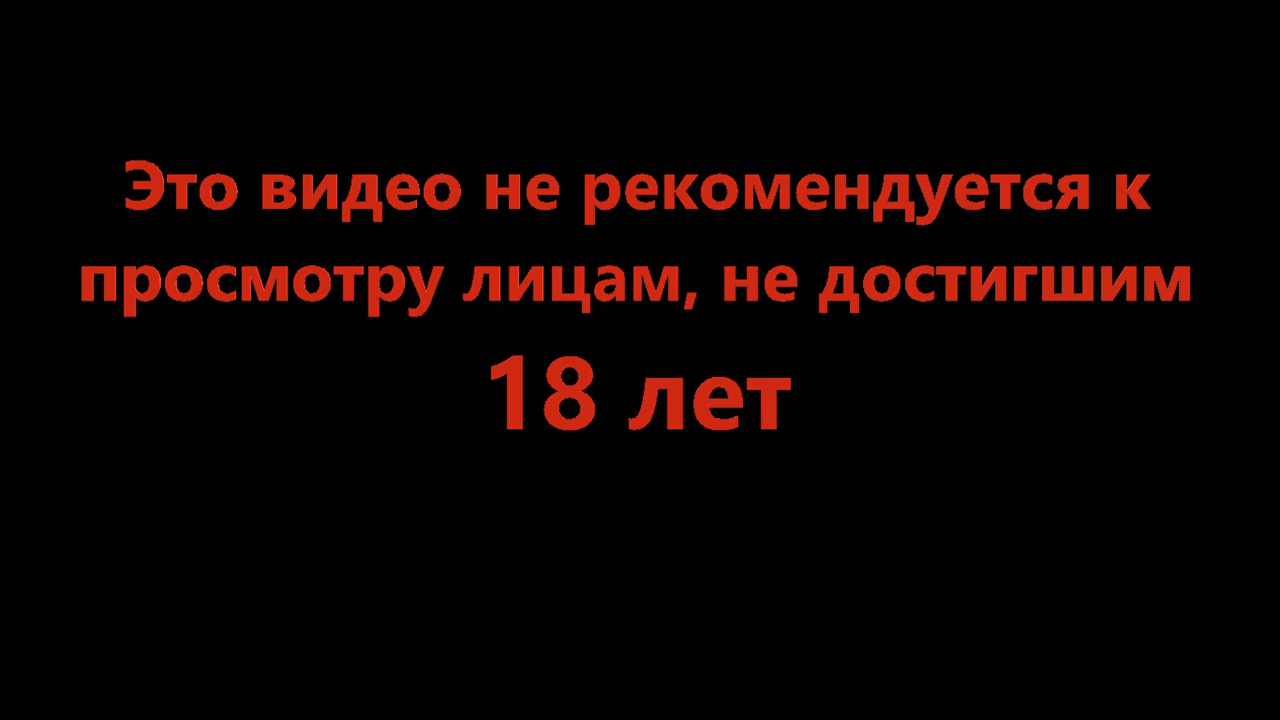 Это видео не рекомендуется к
просмотру лицам, не достигшим
18 лет